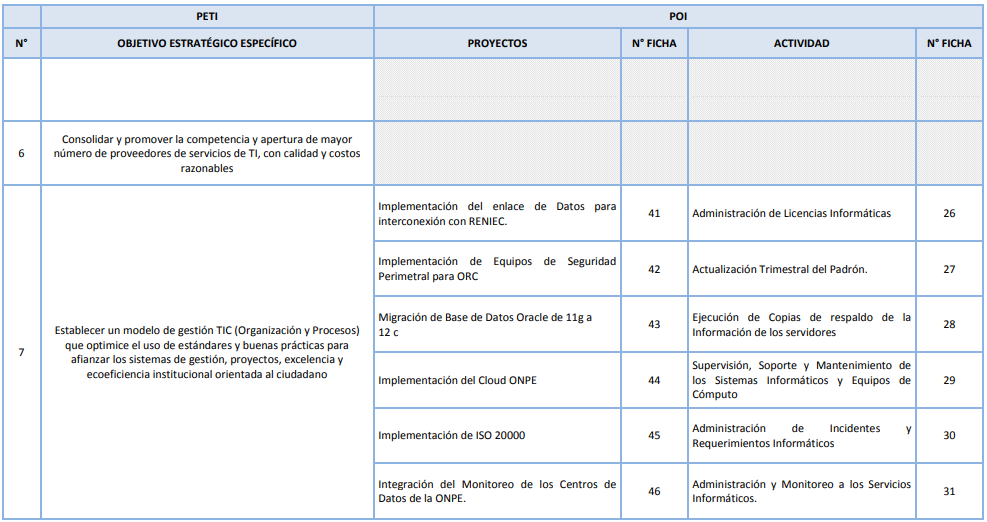 PETI
POI
N°
OBJETIVO ESTRATÉGICO ESPECÍFICO
PROYECTOS
N° FICHA
ACTIVIDAD
N° FICHA
6
Consolidar y promover la competencia y apertura de mayor
número de proveedores de servicios de TI, con calidad y costos
razonables
7
Establecer un modelo de gestión TIC (Organización y Procesos)
que optimice el uso de estándares y buenas prácticas para
afianzar los sistemas de gestión, proyectos, excelencia y
ecoeficiencia institucional orientada al ciudadano
Implementación del enlace de Datos para
interconexión con RENIEC.
41
Administración de Licencias Informáticas
26
Implementación de Equipos de Seguridad
Perimetral para ORC
42
Actualización Trimestral del Padrón.
27
Migración de Base de Datos Oracle de 11g a
12 c
43
Ejecución de Copias de respaldo de la
Información de los servidores
28
Implementación del Cloud ONPE
44
Supervisión, Soporte y Mantenimiento de
los Sistemas Informáticos y Equipos de
Cómputo
29
Implementación de ISO 20000
45
Administración de Incidentes y
Requerimientos Informáticos
30
Integración del Monitoreo de los Centros de
Datos de la ONPE.
46
Administración y Monitoreo a los Servicios
Informáticos.
31